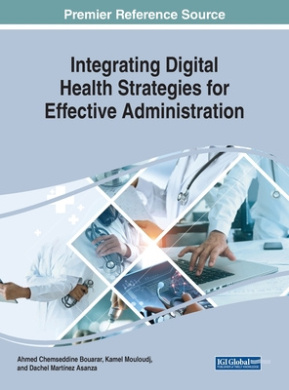 Premier Reference Source
Integrating Digital
Health Strategies for
Effective Administration
Ahmed Chemseddine Bouarar, Kamel Mouloudj,
and Dachel Martínez Asanza
IGI Global